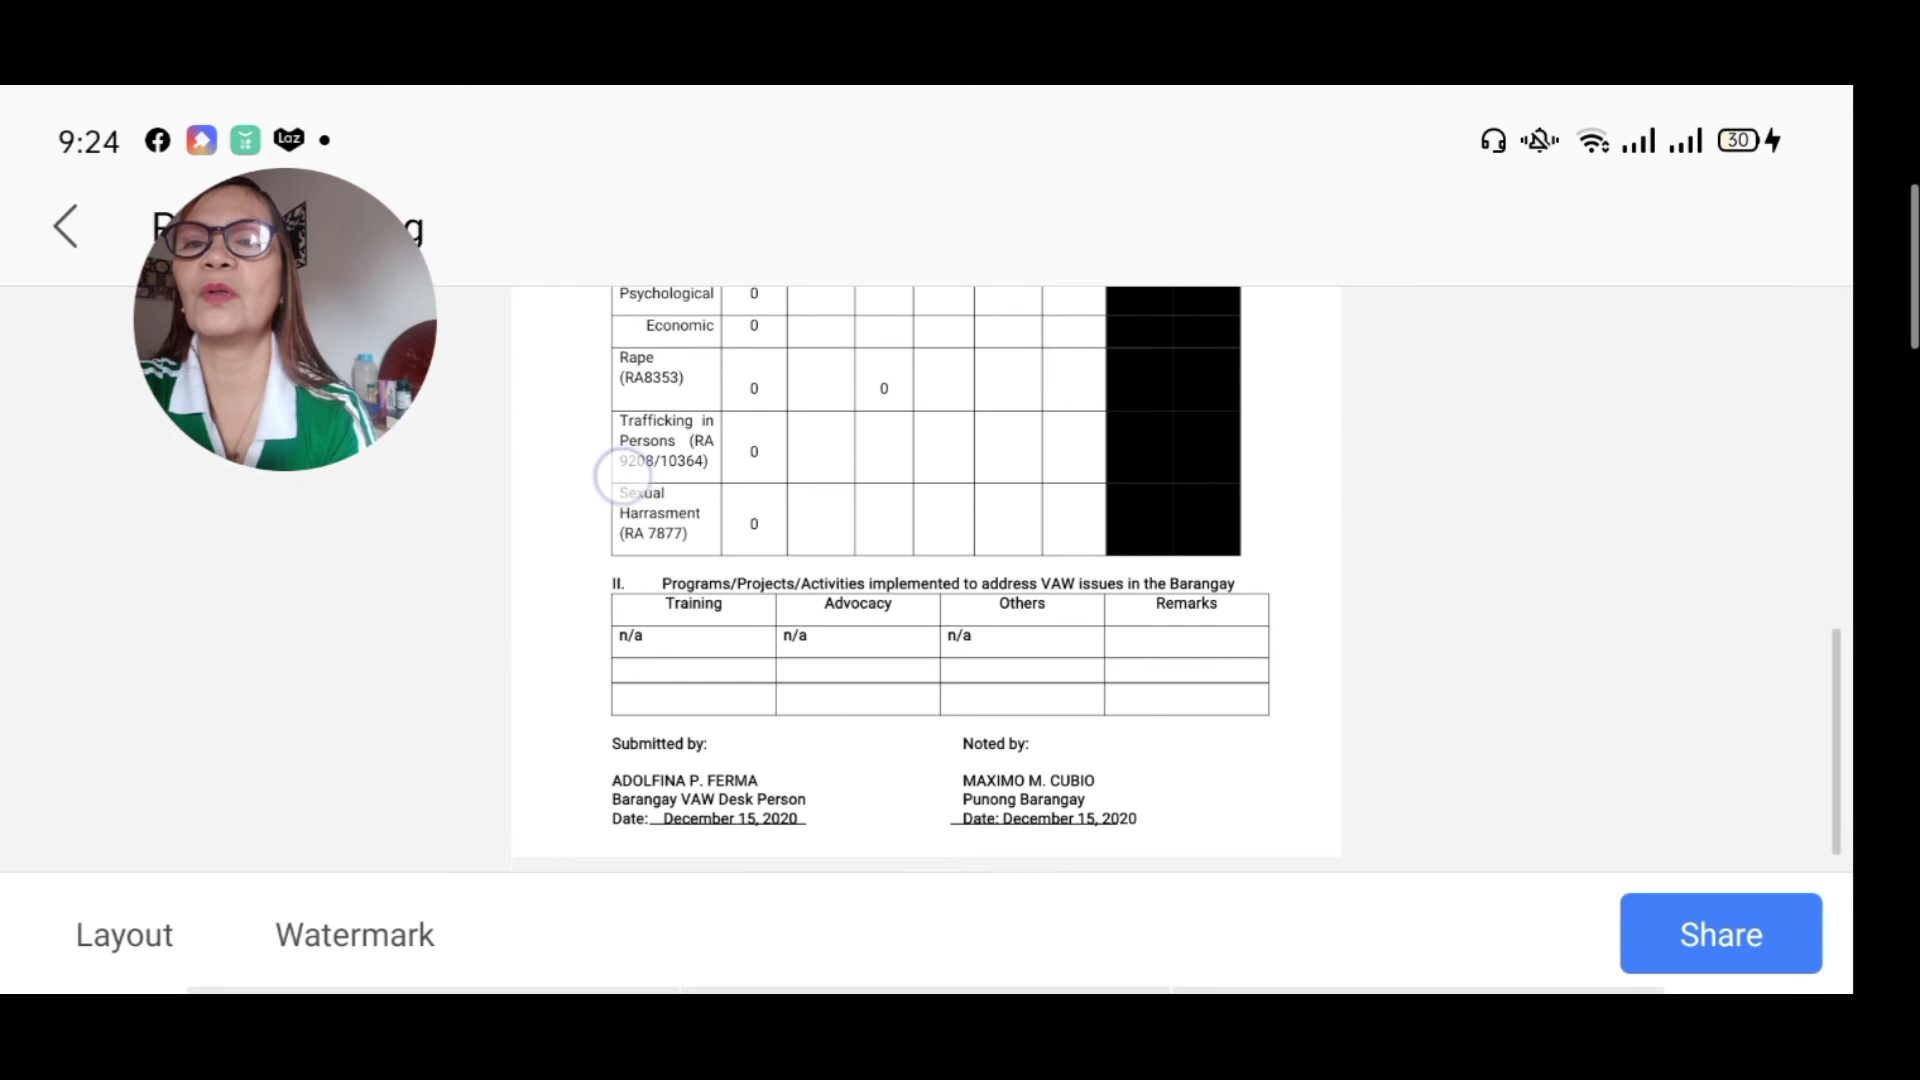 9:24
Laz
30
Psychological 0
Economic 0
Rape
(RA8353)
0 0
Trafficking in
Persons (RA
9208/10364)
0
Sexual
Harrasment
(RA 7877)
0
II. Programs/Projects/Activities implemented to address VAW issues in the Barangay
Training Advocacy Others Remarks
n/a n/a n/a
Submitted by: Noted by:
ADOLFINA P. FERMA MAXIMO M. CUBIO
Barangay VAW Desk Person Punong Barangay
Date: December 15, 2020 Date: December 15, 2020
Layout Watermark Share